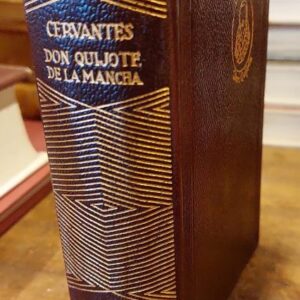 CERVANTES
DON QUIJOTE
DE LA MANCHA